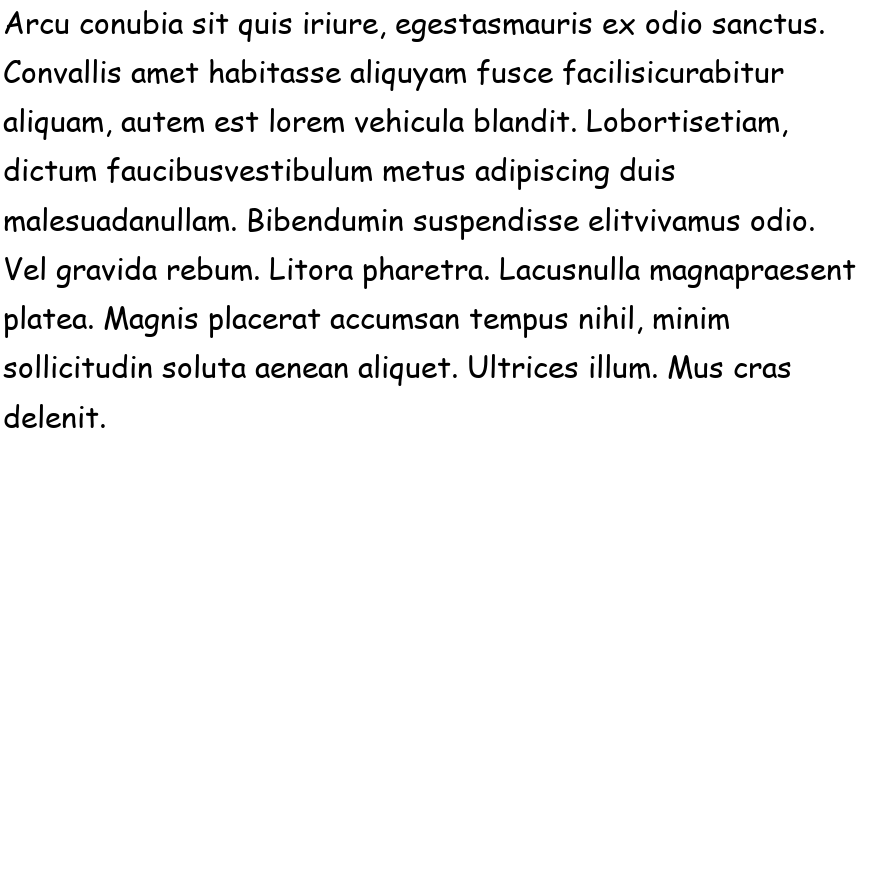 Arcu conubia sit quis iriure, egestasmauris ex odio sanctus.
Convallis amet habitasse aliquyam fusce facilisicurabitur
aliquam, autem est lorem vehicula blandit. Lobortisetiam,
dictum faucibusvestibulum metus adipiscing duis
malesuadanullam. Bibendumin suspendisse elitvivamus odio.
Vel gravida rebum. Litora pharetra. Lacusnulla magnapraesent
platea. Magnis placerat accumsan tempus nihil, minim
sollicitudin soluta aenean aliquet. Ultrices illum. Mus cras
delenit.